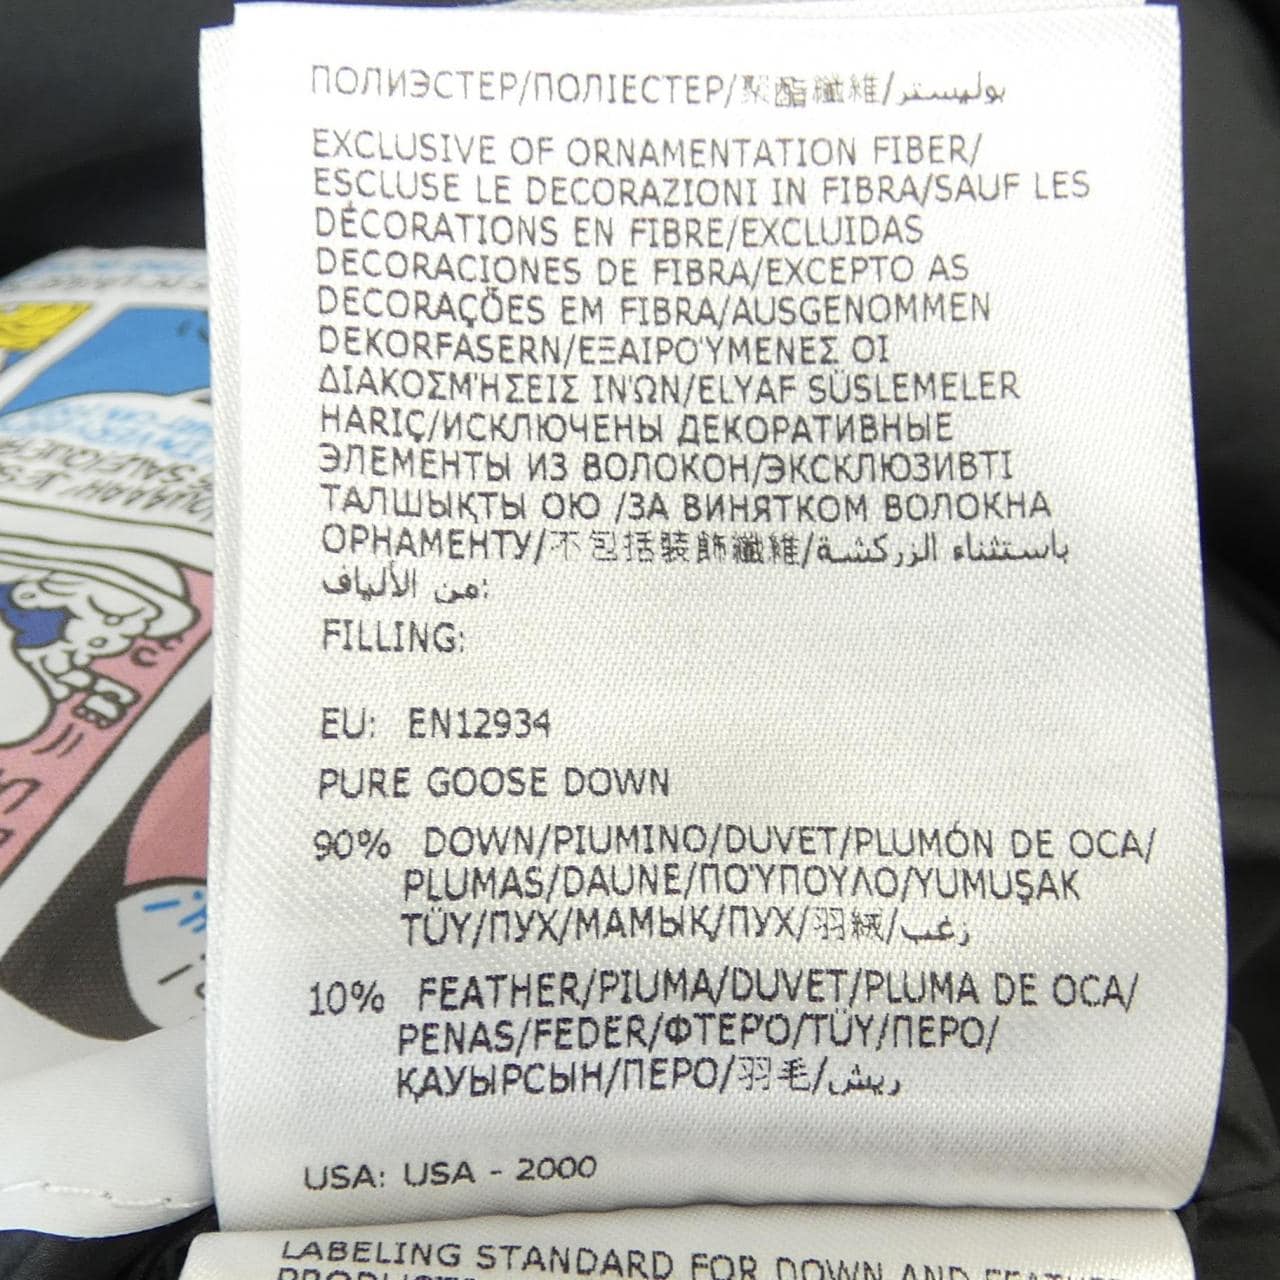 ПОЛИЭСТЕР/ПОЛІЕСТЕР/聚酯纖維/بوليستر
EXCLUSIVE OF ORNAMENTATION FIBER/
ESCLUSE LE DECORAZIONI IN FIBRA/SAUF LES
DÉCORATIONS EN FIBRE/EXCLUIDAS
DECORACIONES DE FIBRA/EXCEPTO AS
DECORAÇÕES EM FIBRA/AUSGENOMMEN
DEKORFASERN/ΕΞΑΙΡΟΎΜΕΝΕΣ ΟΙ
ΔΙΑΚΟΣΜΉΣΕΙΣ ΙΝΏΝ/ELYAF SÜSLEMELER
HARIÇ/ИСКЛЮЧЕНЫ ДЕКОРАТИВНЫЕ
ЭЛЕМЕНТЫ ИЗ ВОЛОКОН/ЭКСКЛЮЗИВТІ
ТАЛШЫҚТЫ ОЮ /ЗА ВИНЯТКОМ ВОЛОКНА
ОРНАМЕНТУ/不包括裝飾纖維/باستثناء الزركشة
من الألياف:
FILLING:
EU: EN12934
PURE GOOSE DOWN
90% DOWN/PIUMINO/DUVET/PLUMÓN DE OCA/
PLUMAS/DAUNE/ΠΟΎΠΟΥΛΟ/YUMUŞAK
TÜY/ПУХ/МАМЫҚ/ПУХ/羽絨/زغب
10% FEATHER/PIUMA/DUVET/PLUMA DE OCA/
PENAS/FEDER/ΦΤΕΡΌ/TÜY/ПЕРО/
ҚАУЫРСЫН/ПЕРО/羽毛/ريش
USA: USA - 2000
LABELING STANDARD FOR DOWN AND